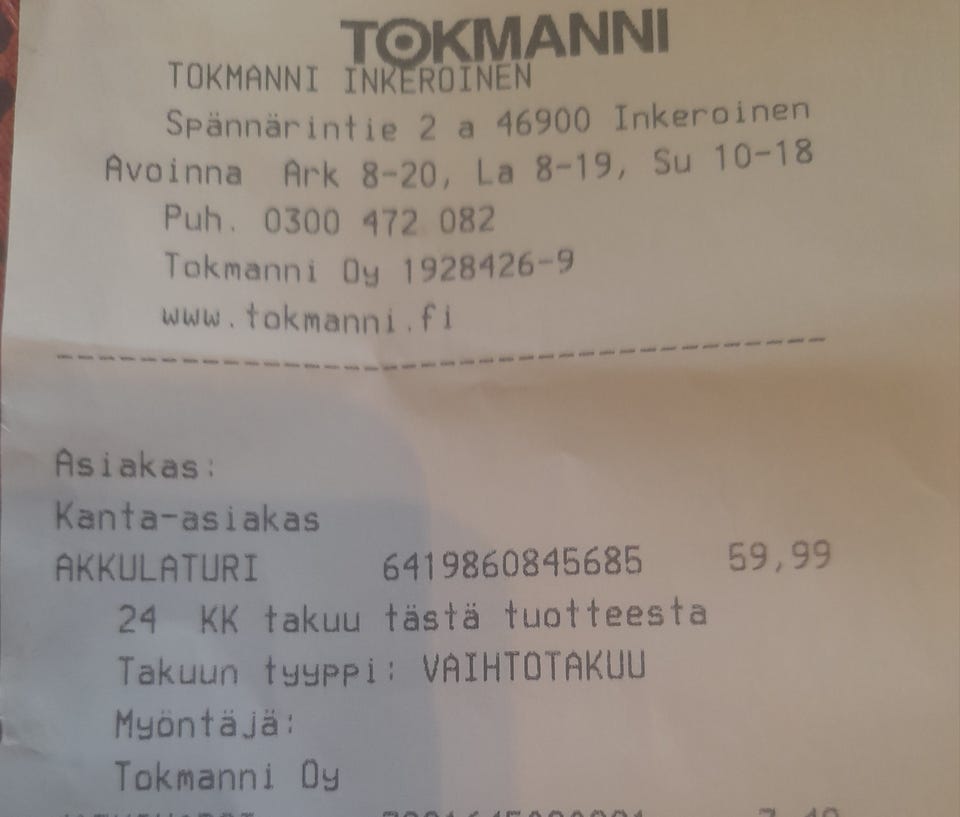 TOKMANNI
TOKMANNI INKEROINEN
Spännärintie 2 a 46900 Inkeroinen
Avoinna Ark 8-20, La 8-19, Su 10-18
Puh. 0300 472 082
Tokmanni Oy 1928426-9
www.tokmanni.fi
--------------------------------------
Asiakas:
Kanta-asiakas
AKKULATURI 6419860845685 59,99
24 KK takuu tästä tuotteesta
Takuun tyyppi: VAIHTOTAKUU
Myöntäjä:
Tokmanni Oy